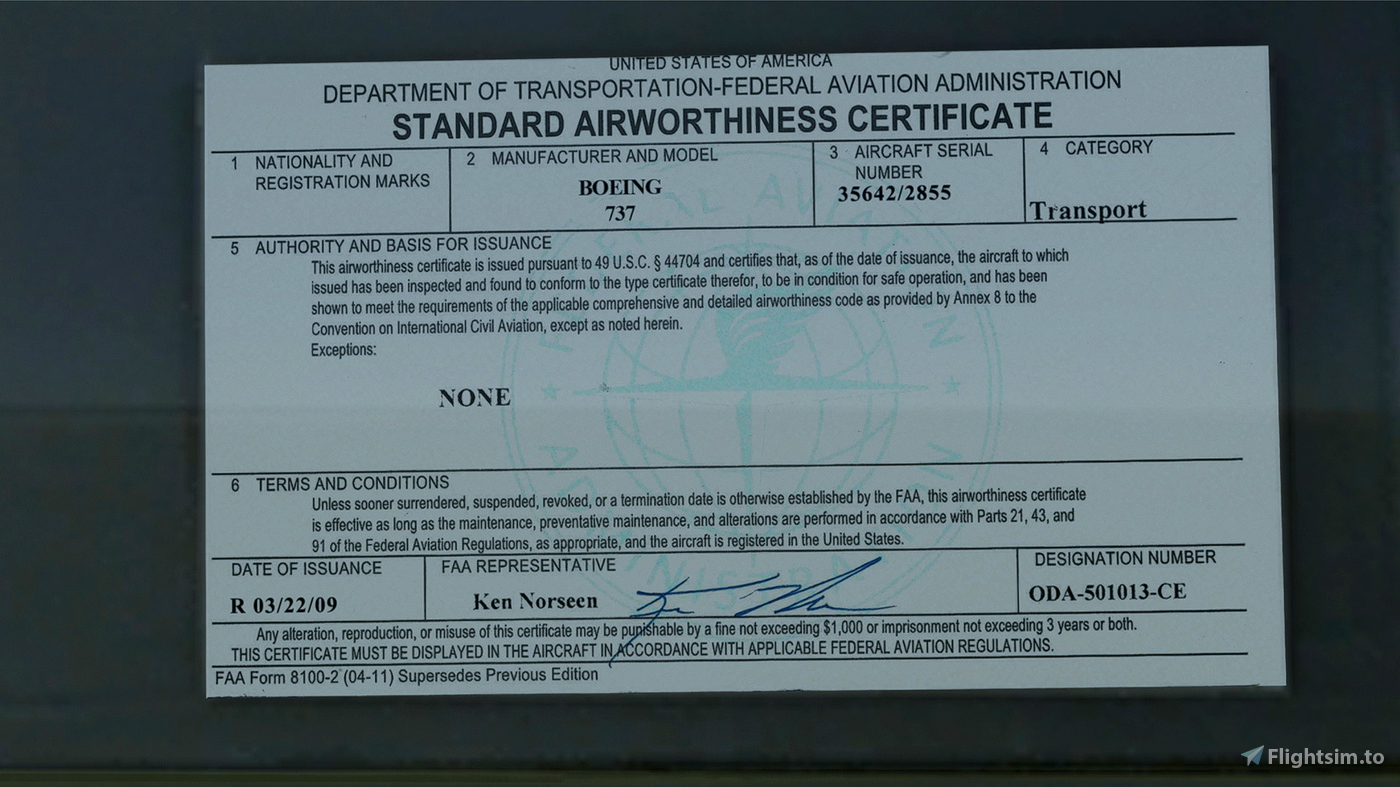 UNITED STATES OF AMERICA
DEPARTMENT OF TRANSPORTATION-FEDERAL AVIATION ADMINISTRATION
STANDARD AIRWORTHINESS CERTIFICATE
1 NATIONALITY AND
REGISTRATION MARKS
2 MANUFACTURER AND MODEL
BOEING
737
3 AIRCRAFT SERIAL
NUMBER
35642/2855
4 CATEGORY
Transport
5 AUTHORITY AND BASIS FOR ISSUANCE
This airworthiness certificate is issued pursuant to 49 U.S.C. § 44704 and certifies that, as of the date of issuance, the aircraft to which
issued has been inspected and found to conform to the type certificate therefor, to be in condition for safe operation, and has been
shown to meet the requirements of the applicable comprehensive and detailed airworthiness code as provided by Annex 8 to the
Convention on International Civil Aviation, except as noted herein.
Exceptions:
NONE
6 TERMS AND CONDITIONS
Unless sooner surrendered, suspended, revoked, or a termination date is otherwise established by the FAA, this airworthiness certificate
is effective as long as the maintenance, preventative maintenance, and alterations are performed in accordance with Parts 21, 43, and
91 of the Federal Aviation Regulations, as appropriate, and the aircraft is registered in the United States.
DATE OF ISSUANCE
R 03/22/09
FAA REPRESENTATIVE
Ken Norseen
DESIGNATION NUMBER
ODA-501013-CE
Any alteration, reproduction, or misuse of this certificate may be punishable by a fine not exceeding $1,000 or imprisonment not exceeding 3 years or both.
THIS CERTIFICATE MUST BE DISPLAYED IN THE AIRCRAFT IN ACCORDANCE WITH APPLICABLE FEDERAL AVIATION REGULATIONS.
FAA Form 8100-2 (04-11) Supersedes Previous Edition
Flightsim.to